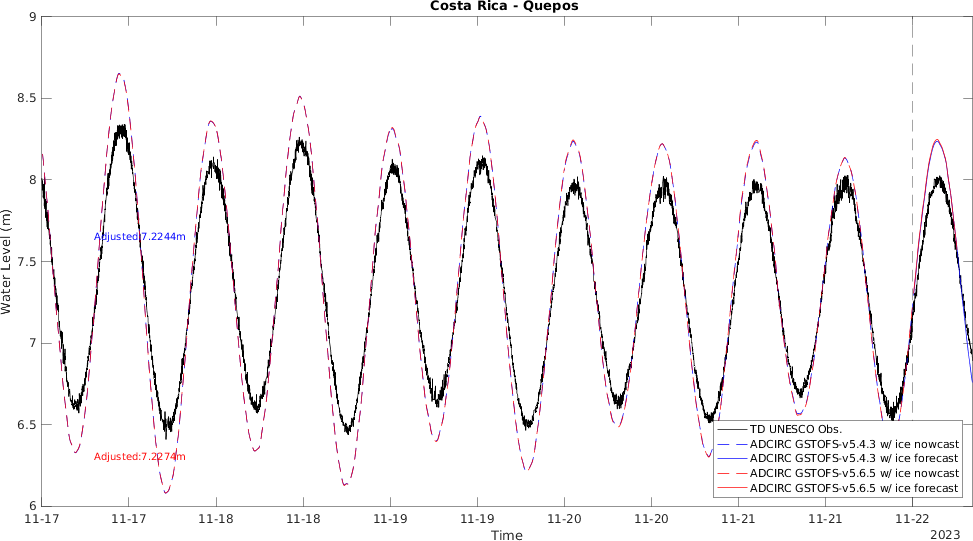 Costa Rica - Quepos
9
8.5
8
7.5
7
6.5
6
Water Level (m)
Adjusted:7.2244m
Adjusted:7.2274m
TD UNESCO Obs.
ADCIRC GSTOFS-v5.4.3 w/ ice nowcast
ADCIRC GSTOFS-v5.4.3 w/ ice forecast
ADCIRC GSTOFS-v5.6.5 w/ ice nowcast
ADCIRC GSTOFS-v5.6.5 w/ ice forecast
11-17 11-17 11-18 11-18 11-19 11-19 11-20 11-20 11-21 11-21 11-22
Time
2023